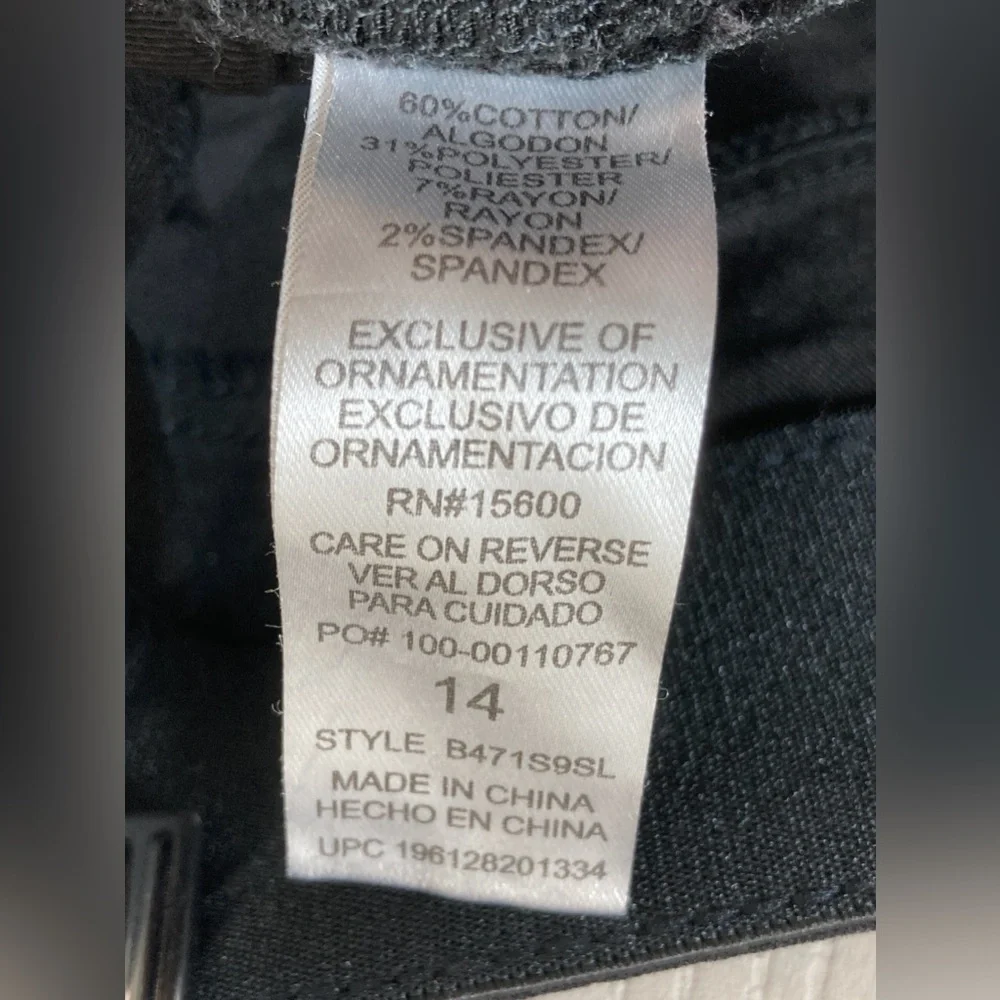 60%COTTON/
ALGODON
31%POLYESTER/
POLIESTER
7%RAYON/
RAYON
2%SPANDEX/
SPANDEX
EXCLUSIVE OF
ORNAMENTATION
EXCLUSIVO DE
ORNAMENTACION
RN#15600
CARE ON REVERSE
VER AL DORSO
PARA CUIDADO
PO# 100-00110767
14
STYLE B471S9SL
MADE IN CHINA
HECHO EN CHINA
UPC 196128201334